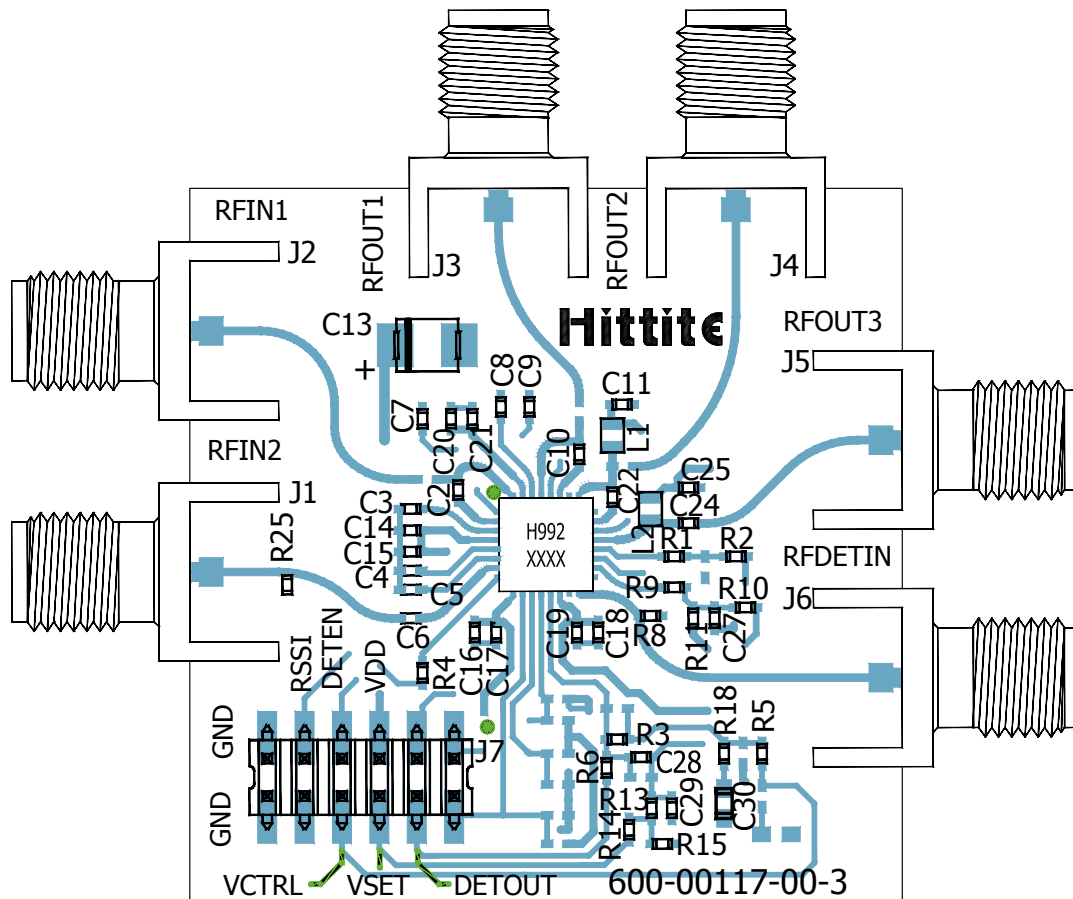 RFIN1
RFOUT1
RFOUT2
J2
J3
J4
Hittite
RFOUT3
C13
+
J5
C8
C9
C11
C7
C20
C21
C10
L1
RFIN2
J1
C2
C22
C25
C24
L2
C3
C14
C15
C4
C5
C6
R25
H992
XXXX
R1
R2
RFDETIN
R9
R10
J6
R8
R11
C27
C19
C18
C16
C17
R4
RSSI
DETEN
VDD
GND
J7
R18
R5
R3
R6
C28
GND
R13
C29
C30
R14
R15
VCTRL
VSET
DETOUT
600-00117-00-3